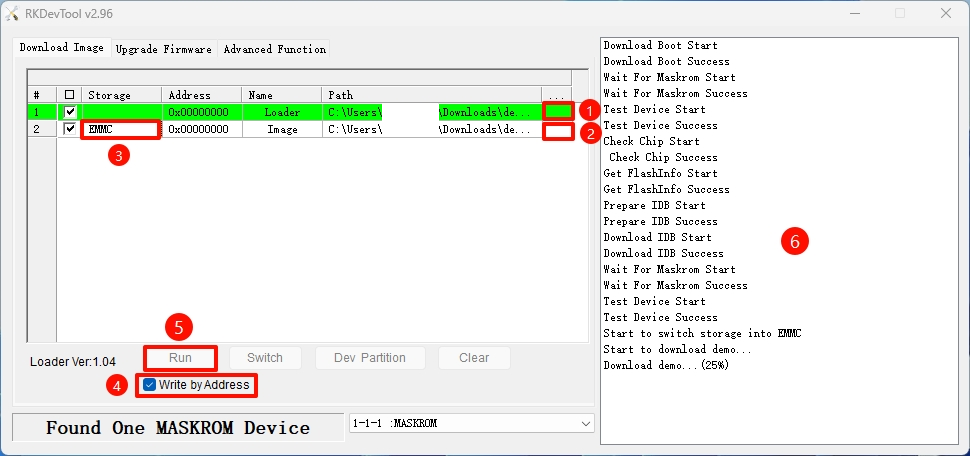 RKDevTool v2.96
Download Image Upgrade Firmware Advanced Function
# Storage Address Name Path ...
1 0x00000000 Loader C:\Users\ \Downloads\de... 1
2 EMMC 0x00000000 Image C:\Users\ \Downloads\de... 2
3
5
Loader Ver:1.04 Run Switch Dev Partition Clear
4 Write by Address
Found One MASKROM Device 1-1-1 :MASKROM
Download Boot Start
Download Boot Success
Wait For Maskrom Start
Wait For Maskrom Success
Test Device Start
Test Device Success
Check Chip Start
Check Chip Success
Get FlashInfo Start
Get FlashInfo Success
Prepare IDB Start
Prepare IDB Success
Download IDB Start
Download IDB Success
Wait For Maskrom Start
Wait For Maskrom Success
Test Device Start
Test Device Success
Start to switch storage into EMMC
Start to download demo...
Download demo...(25%)
6